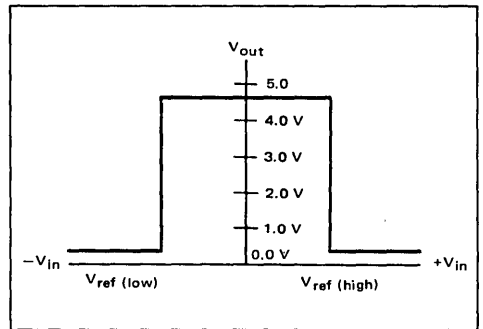 Vout
5.0
4.0 V
3.0 V
2.0 V
1.0 V
0.0 V
−Vin
+Vin
Vref (low)
Vref (high)